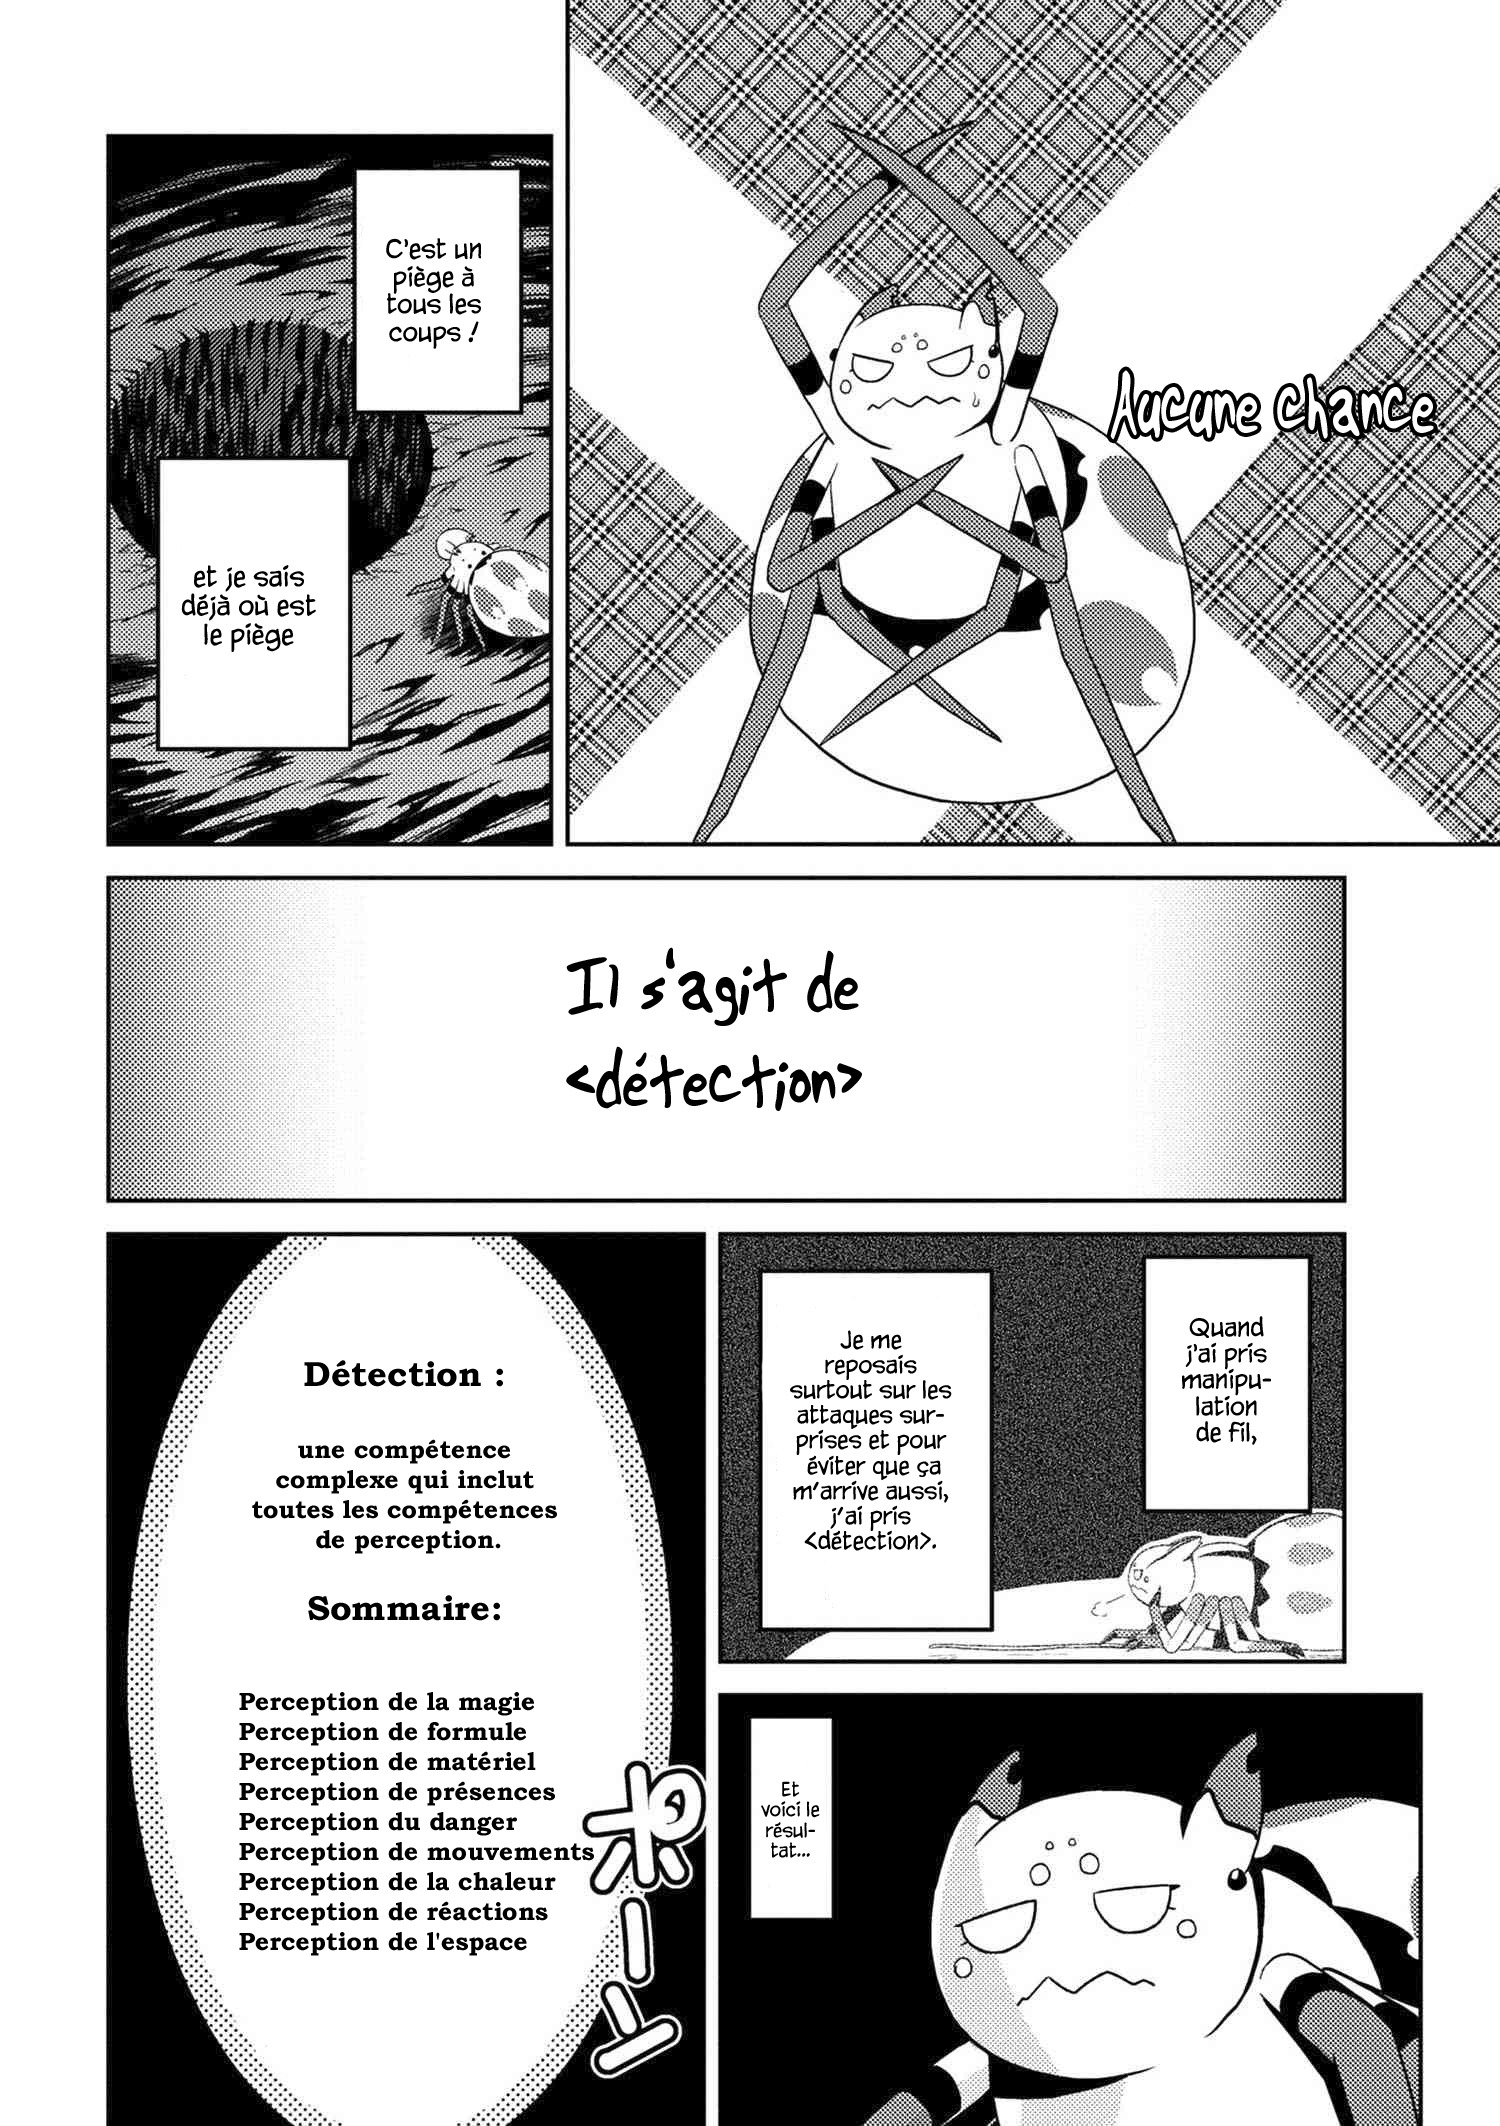 Aucune chance
C'est un
piège à
tous les
coups !
et je sais
déjà où est
le piège
Il s'agit de
<détection>
Quand
j'ai pris
manipu-
lation
de fil,
Je me
reposais
surtout sur les
attaques sur-
prises et pour
éviter que ça
m'arrive aussi,
j'ai pris
<détection>.
Et
voici le
résul-
tat...
Détection :
une compétence
complexe qui inclut
toutes les compétences
de perception.
Sommaire:
Perception de la magie
Perception de formule
Perception de matériel
Perception de présences
Perception du danger
Perception de mouvements
Perception de la chaleur
Perception de réactions
Perception de l'espace
ポーン